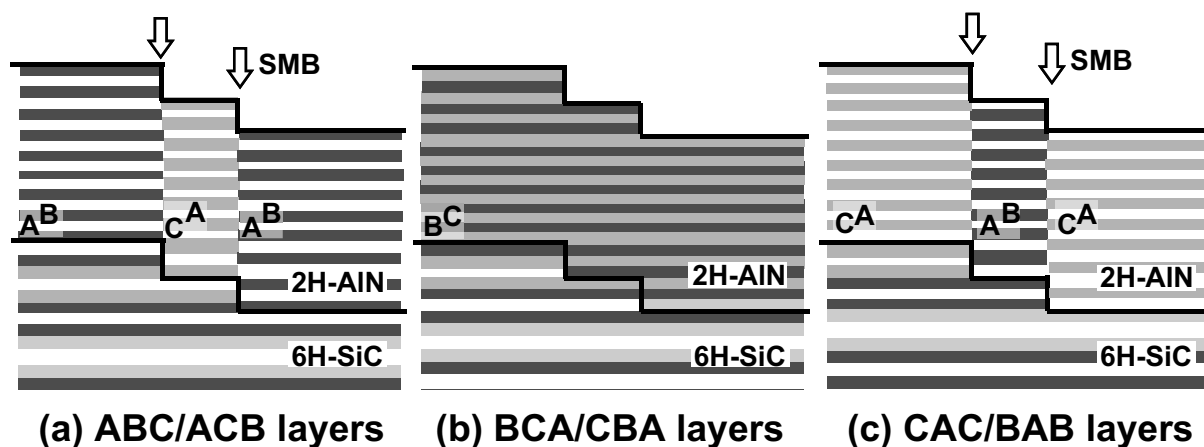 SMB
A B
C A
A B
2H-AlN
6H-SiC
(a) ABC/ACB layers
B C
2H-AlN
6H-SiC
(b) BCA/CBA layers
SMB
C A
A B
C A
2H-AlN
6H-SiC
(c) CAC/BAB layers